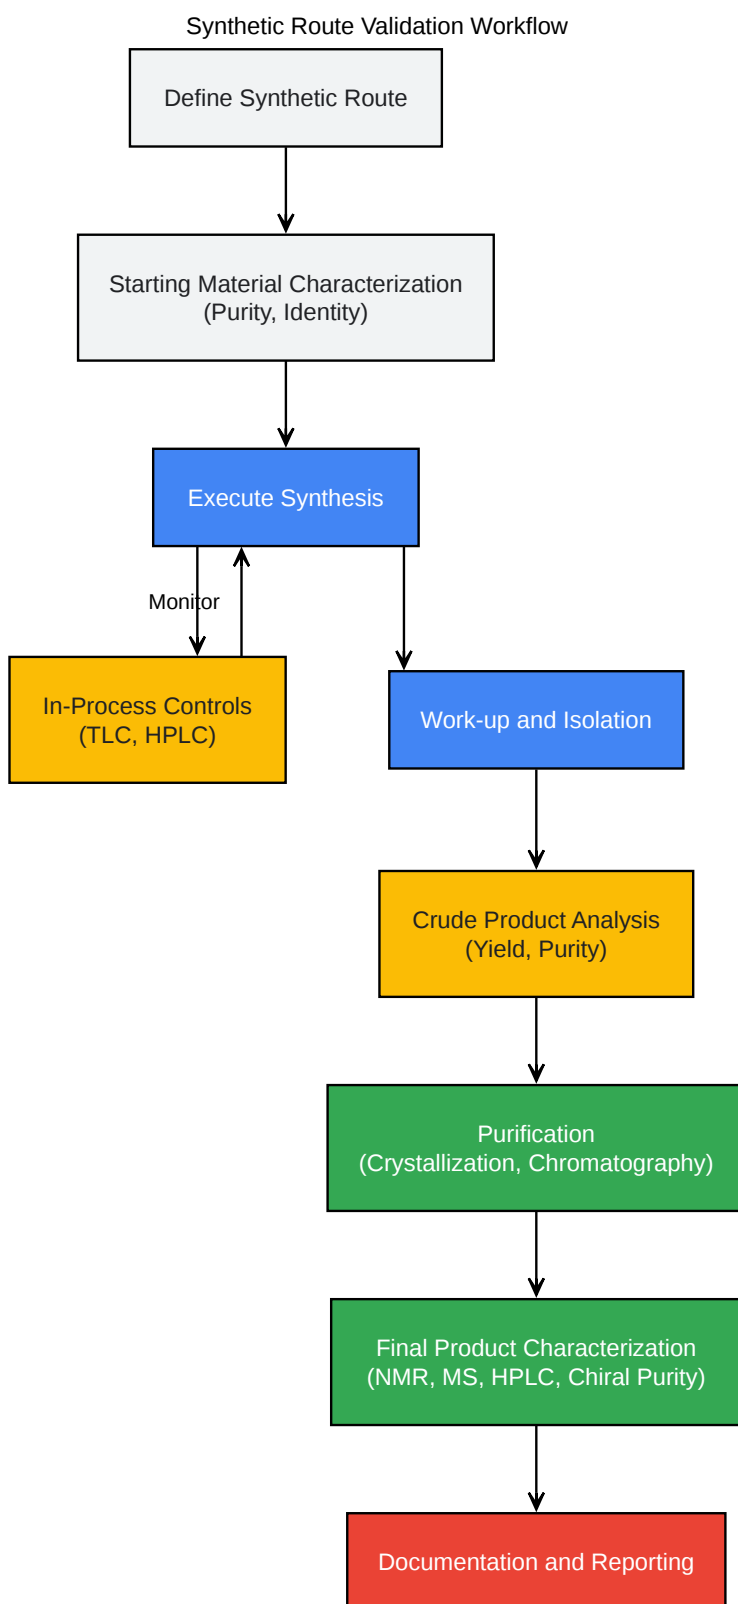 Synthetic Route Validation Workflow
Define Synthetic Route
Starting Material Characterization
(Purity, Identity)
Execute Synthesis
Monitor
In-Process Controls
(TLC, HPLC)
Work-up and Isolation
Crude Product Analysis
(Yield, Purity)
Purification
(Crystallization, Chromatography)
Final Product Characterization
(NMR, MS, HPLC, Chiral Purity)
Documentation and Reporting